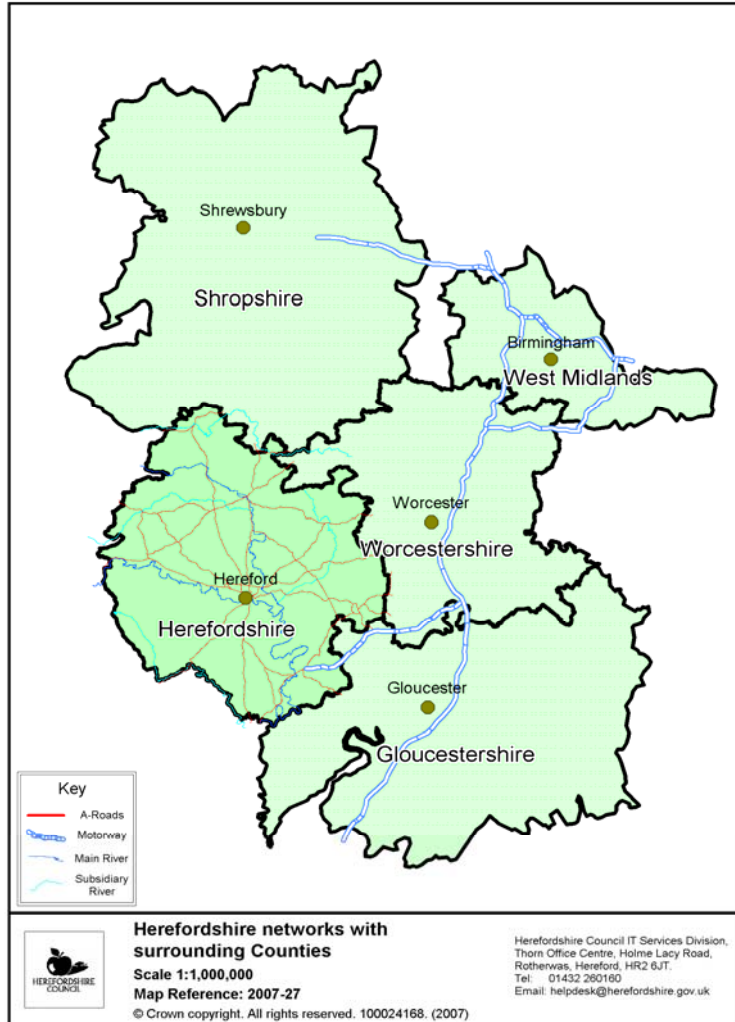 Shrewsbury
Shropshire
Birmingham
West Midlands
Worcester
Worcestershire
Hereford
Herefordshire
Gloucester
Gloucestershire
Key
A-Roads
Motorway
Main River
Subsidiary
River
HEREFORDSHIRE
COUNCIL
Herefordshire networks with
surrounding Counties
Scale 1:1,000,000
Map Reference: 2007-27
© Crown copyright. All rights reserved. 100024168. (2007)
Herefordshire Council IT Services Division,
Thorn Office Centre, Holme Lacy Road,
Rotherwas, Hereford, HR2 6JT.
Tel: 01432 260160
Email: helpdesk@herefordshire.gov.uk